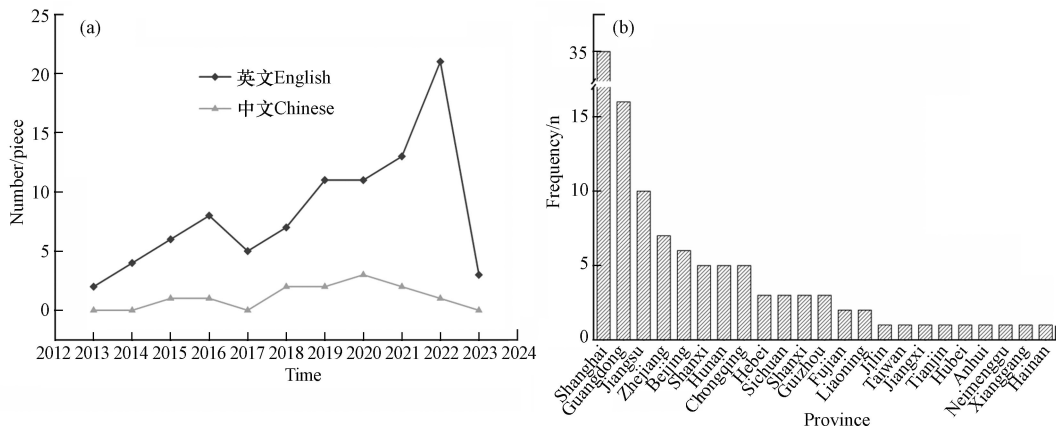 (a)
25
20
15
10
5
0
Number/piece
英文English
中文Chinese
2012 2013 2014 2015 2016 2017 2018 2019 2020 2021 2022 2023 2024
Time
(b)
35
15
10
5
0
Frequency/n
Shanghai
Guangdong
Jiangsu
Zhejiang
Beijing
Shanxi
Hunan
Chongqing
Hebei
Sichuan
Shanxi
Guizhou
Fujian
Liaoning
Jilin
Taiwan
Jiangxi
Tianjin
Hubei
Anhui
Neimenggu
Xianggang
Hainan
Province